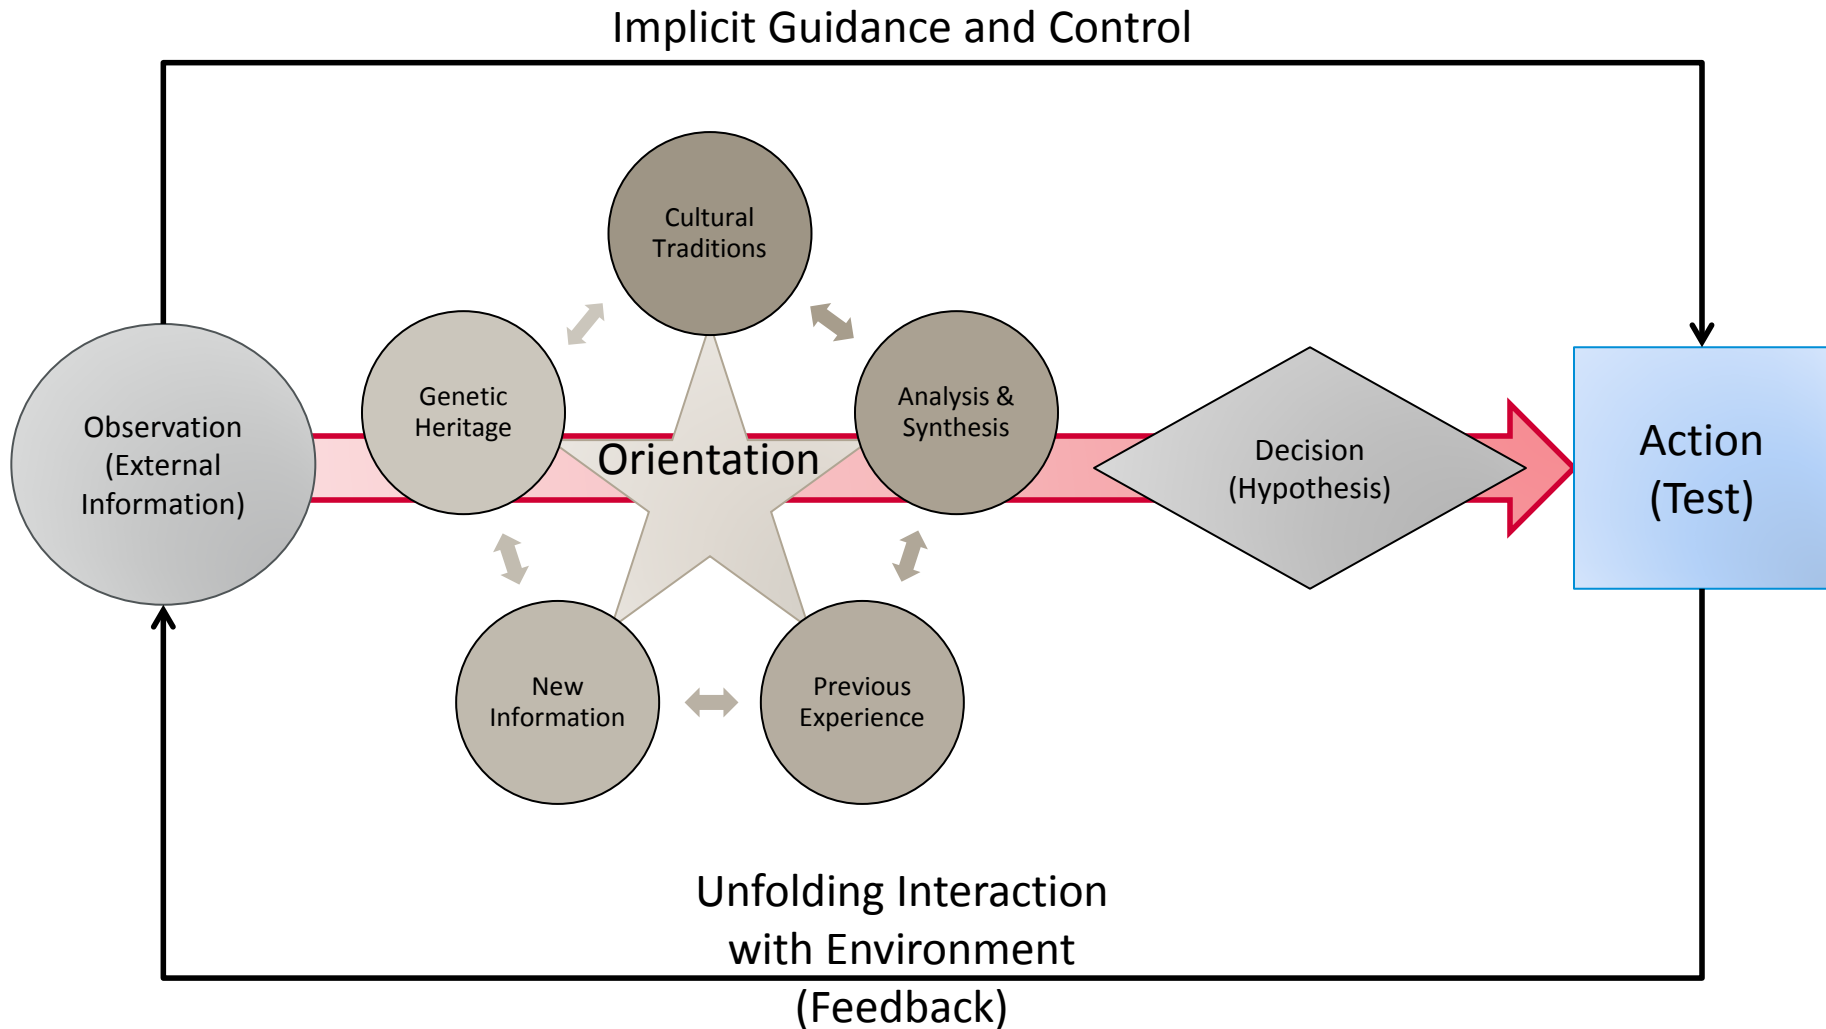 Implicit Guidance and Control
Cultural
Traditions
Genetic
Heritage
Analysis &
Synthesis
Observation
(External
Information)
Orientation
Decision
(Hypothesis)
Action
(Test)
New
Information
Previous
Experience
Unfolding Interaction
with Environment
(Feedback)